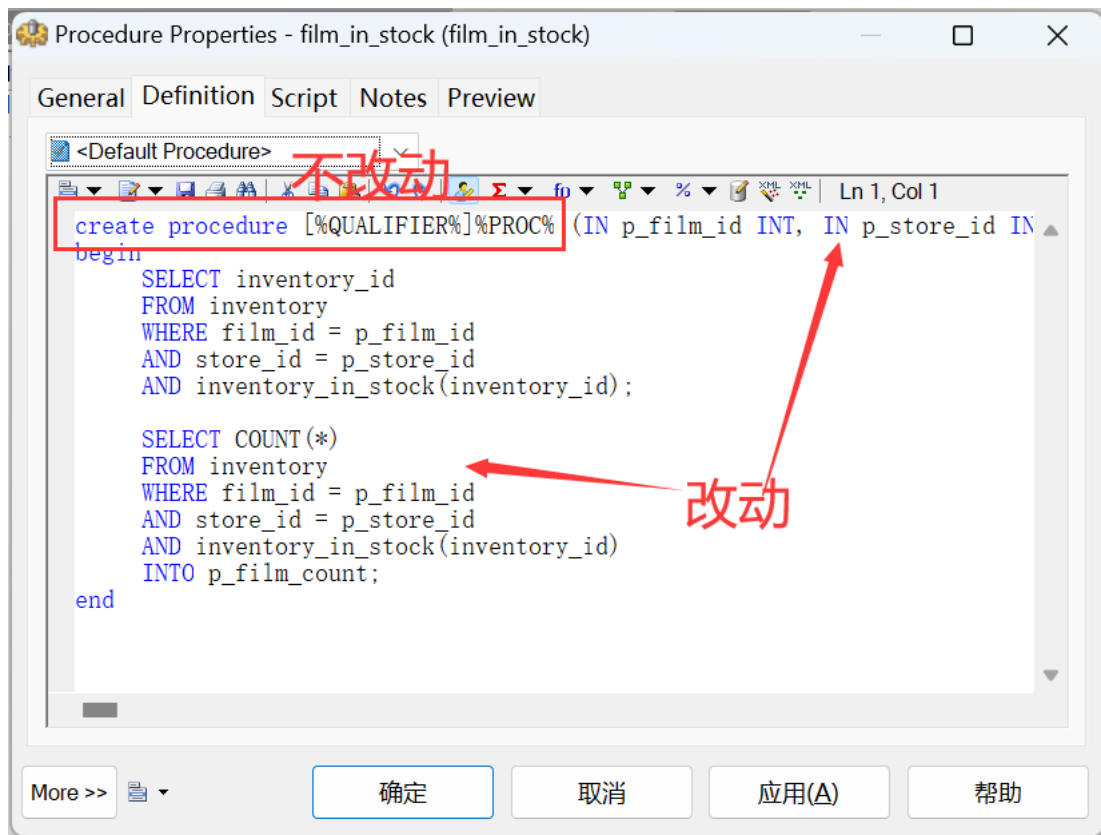 Procedure Properties - film_in_stock (film_in_stock)
General Definition Script Notes Preview
<Default Procedure>
不改动
Ln 1, Col 1
create procedure [%QUALIFIER%]%PROC% (IN p_film_id INT, IN p_store_id IN
begin
SELECT inventory_id
FROM inventory
WHERE film_id = p_film_id
AND store_id = p_store_id
AND inventory_in_stock(inventory_id);
SELECT COUNT(*)
FROM inventory
WHERE film_id = p_film_id
AND store_id = p_store_id
AND inventory_in_stock(inventory_id)
INTO p_film_count;
end
改动
More >> 确定 取消 应用(A) 帮助